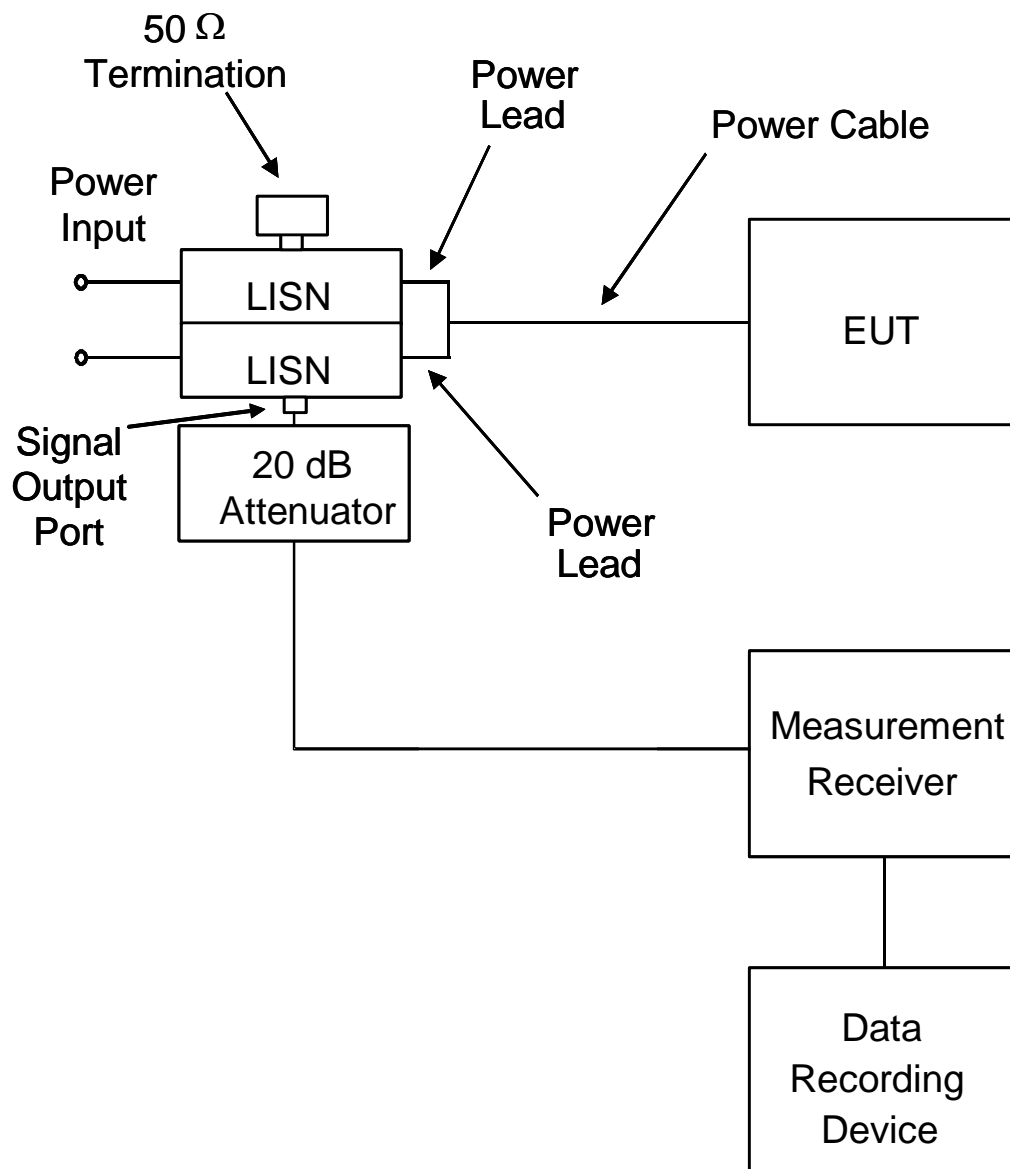 50 Ω
Termination
Power
Lead
Power Cable
Power
Input
LISN
LISN
EUT
Signal
Output
Port
20 dB
Attenuator
Power
Lead
Measurement
Receiver
Data
Recording
Device